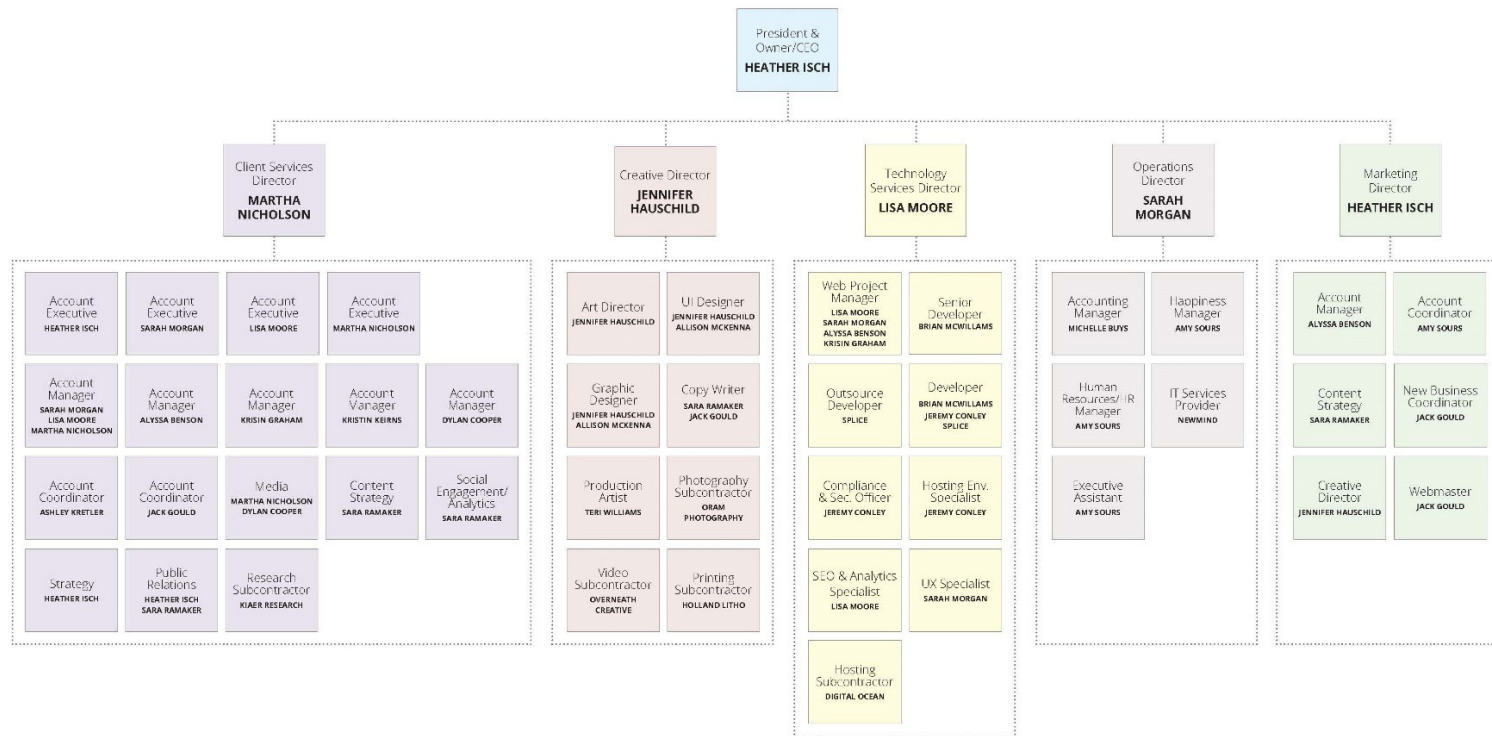 President &
Owner/CEO
HEATHER ISCH
Client Services
Director
MARTHA
NICHOLSON
Creative Director
JENNIFER
HAUSCHILD
Technology
Services Director
LISA MOORE
Operations
Director
SARAH
MORGAN
Marketing
Director
HEATHER ISCH
Account
Executive
HEATHER ISCH
Account
Executive
SARAH MORGAN
Account
Executive
LISA MOORE
Account
Executive
MARTHA NICHOLSON
Account
Manager
SARAH MORGAN
LISA MOORE
MARTHA NICHOLSON
Account
Manager
ALYSSA BENSON
Account
Manager
KRISIN GRAHAM
Account
Manager
KRISTIN KEIRNS
Account
Manager
DYLAN COOPER
Account
Coordinator
ASHLEY KRETLER
Account
Coordinator
JACK GOULD
Media
MARTHA NICHOLSON
DYLAN COOPER
Content
Strategy
SARA RAMAKER
Social
Engagement/
Analytics
SARA RAMAKER
Strategy
HEATHER ISCH
Public
Relations
HEATHER ISCH
SARA RAMAKER
Research
Subcontractor
KIAER RESEARCH
Art Director
JENNIFER HAUSCHILD
UI Designer
JENNIFER HAUSCHILD
ALLISON MCKENNA
Graphic
Designer
JENNIFER HAUSCHILD
ALLISON MCKENNA
Copy Writer
SARA RAMAKER
JACK GOULD
Production
Artist
TERI WILLIAMS
Photography
Subcontractor
ORAM
PHOTOGRAPHY
Video
Subcontractor
OVERNEATH
CREATIVE
Printing
Subcontractor
HOLLAND LITHO
Web Project
Manager
LISA MOORE
SARAH MORGAN
ALYSSA BENSON
KRISIN GRAHAM
Senior
Developer
BRIAN MCWILLAMS
Outsource
Developer
SPLICE
Developer
BRIAN MCWILLAMS
JEREMY CONLEY
SPLICE
Compliance
& Sec. Officer
JEREMY CONLEY
Hosting Env.
Specialist
JEREMY CONLEY
SEO & Analytics
Specialist
LISA MOORE
UX Specialist
SARAH MORGAN
Hosting
Subcontractor
DIGITAL OCEAN
Accounting
Manager
MICHELLE BUYS
Happiness
Manager
AMY SOURS
Human
Resources/HR
Manager
AMY SOURS
IT Services
Provider
NEWMIND
Executive
Assistant
AMY SOURS
Account
Manager
ALYSSA BENSON
Account
Coordinator
AMY SOURS
Content
Strategy
SARA RAMAKER
New Business
Coordinator
JACK GOULD
Creative
Director
JENNIFER HAUSCHILD
Webmaster
JACK GOULD